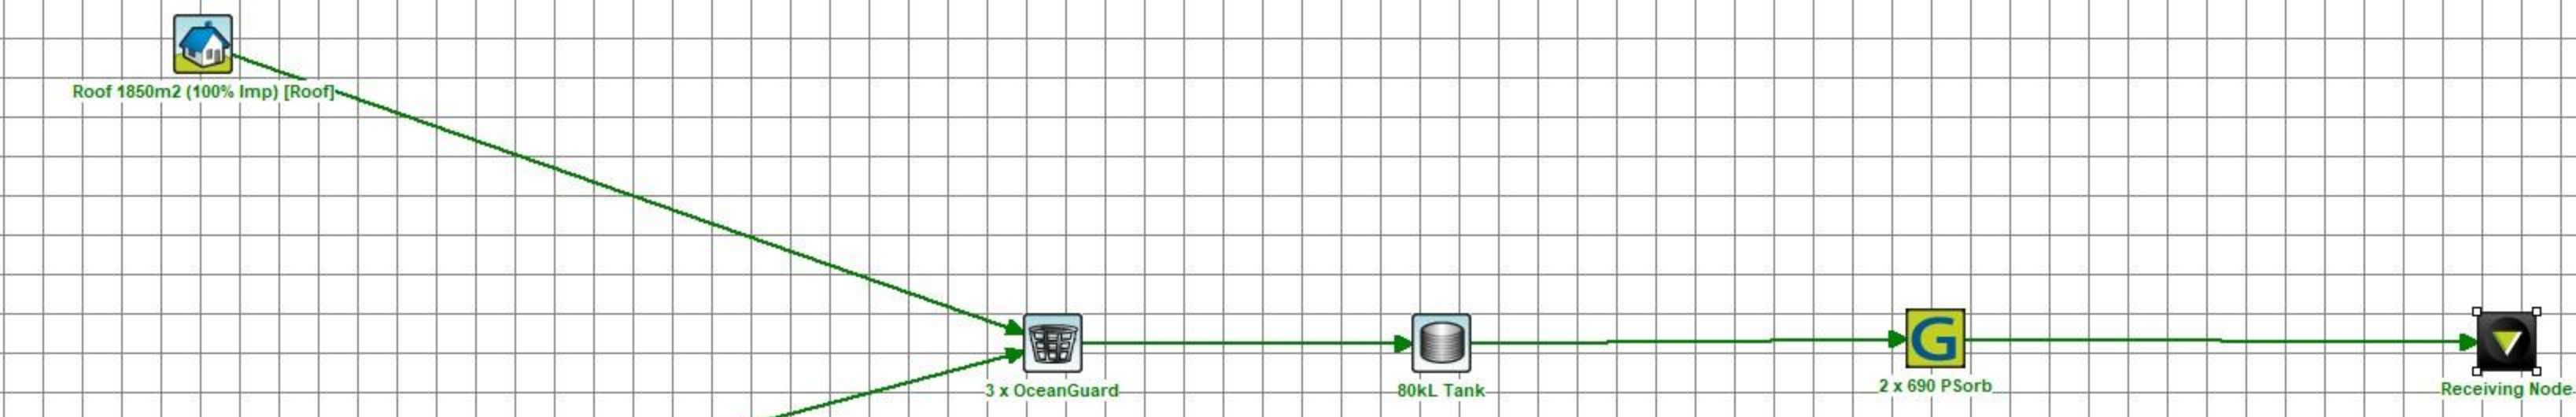 Roof 1850m2 (100% Imp) [Roof]
3 x OceanGuard
80kL Tank
G
2 x 690 PSorb
Receiving Node